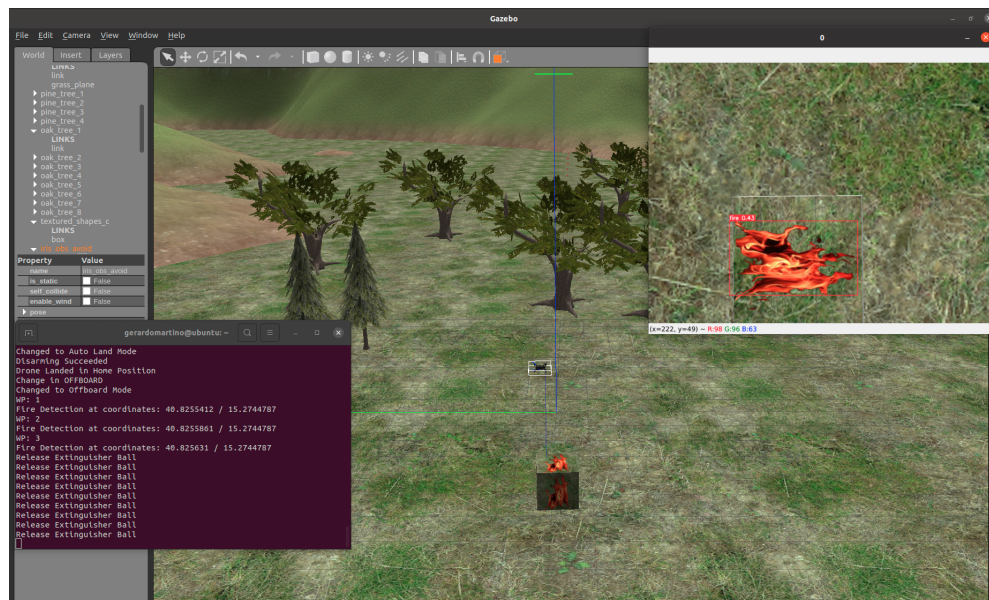 Gazebo
File Edit Camera View Window Help
World Insert Layers
LINKS
link
grass_plane
pine_tree_1
pine_tree_2
pine_tree_3
pine_tree_4
oak_tree_1
LINKS
link
oak_tree_2
oak_tree_3
oak_tree_4
oak_tree_5
oak_tree_6
oak_tree_7
oak_tree_8
textured_shapes_c
LINKS
box
iris_obs_avoid
Property Value
name iris_obs_avoid
is_static False
self_collide False
enable_wind False
pose
0
fire 0.43
(x=222, y=49) ~ R:98 G:96 B:63
gerardomartino@ubuntu: ~
Changed to Auto Land Mode
Disarming Succeeded
Drone Landed in Home Position
Change in OFFBOARD
Changed to Offboard Mode
WP: 1
Fire Detection at coordinates: 40.8255412 / 15.2744787
WP: 2
Fire Detection at coordinates: 40.8255861 / 15.2744787
WP: 3
Fire Detection at coordinates: 40.825631 / 15.2744787
Release Extinguisher Ball
Release Extinguisher Ball
Release Extinguisher Ball
Release Extinguisher Ball
Release Extinguisher Ball
Release Extinguisher Ball
Release Extinguisher Ball
Release Extinguisher Ball
Release Extinguisher Ball